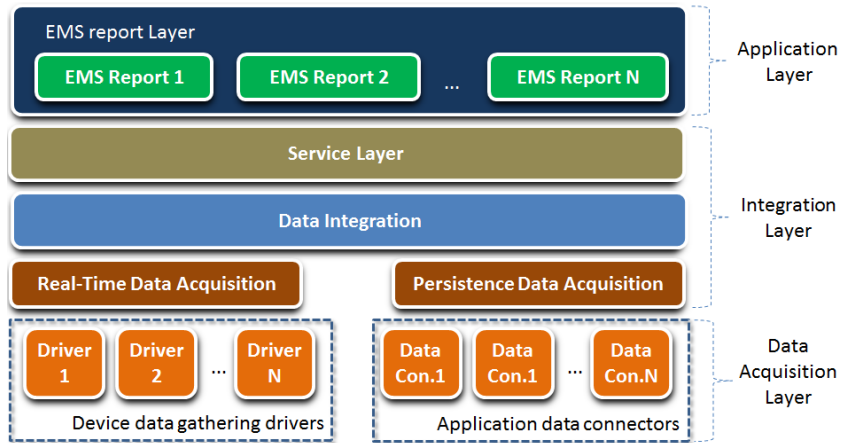 EMS report Layer
EMS Report 1
EMS Report 2
...
EMS Report N
Application
Layer
Service Layer
Data Integration
Integration
Layer
Real-Time Data Acquisition
Persistence Data Acquisition
Driver
1
Driver
2
...
Driver
N
Device data gathering drivers
Data
Con.1
Data
Con.1
...
Data
Con.N
Application data connectors
Data
Acquisition
Layer